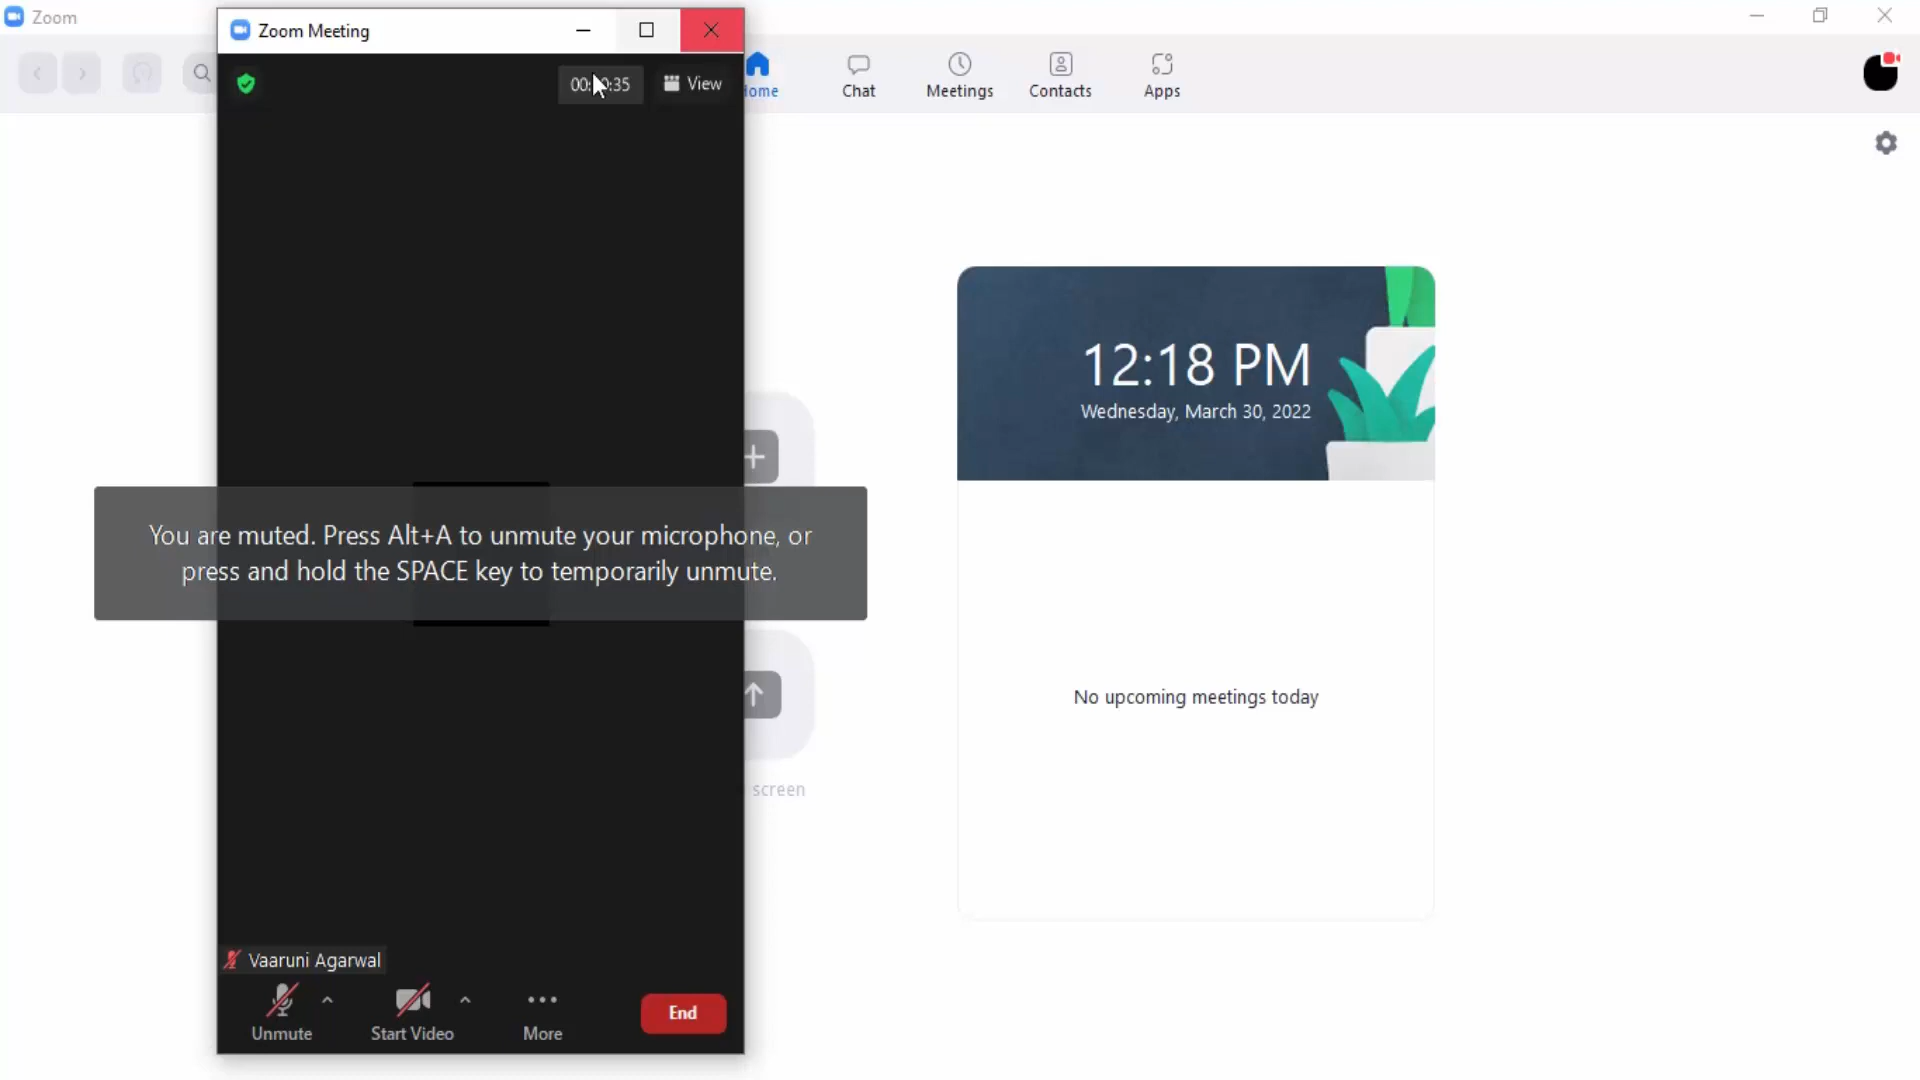 Zoom
Zoom Meeting
View
Chat
Meetings
Contacts
Apps
12:18 PM
Wednesday, March 30, 2022
You are muted. Press Alt+A to unmute your microphone, or
press and hold the SPACE key to temporarily unmute.
No upcoming meetings today
screen
Vaaruni Agarwal
Unmute
Start Video
More
End